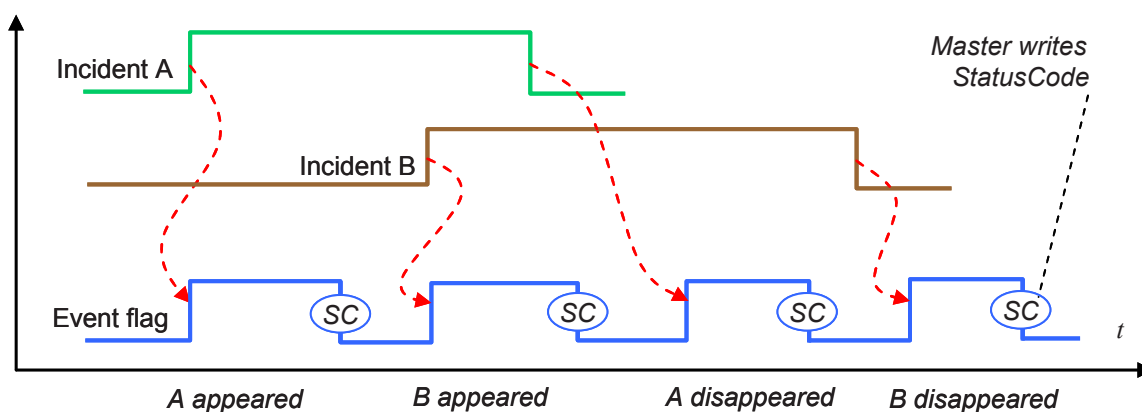 Master writes
StatusCode
Incident A
Incident B
Event flag
SC
SC
SC
SC
t
A appeared
B appeared
A disappeared
B disappeared